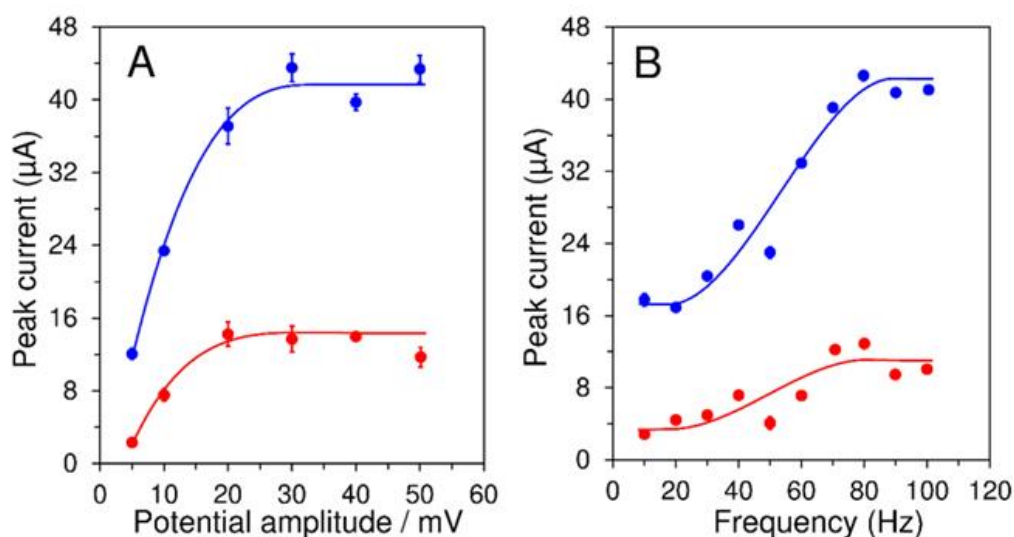 A
Peak current (µA)
48
40
32
24
16
8
0
0 10 20 30 40 50 60
Potential amplitude / mV
B
Peak current (µA)
48
40
32
24
16
8
0
0 20 40 60 80 100 120
Frequency (Hz)